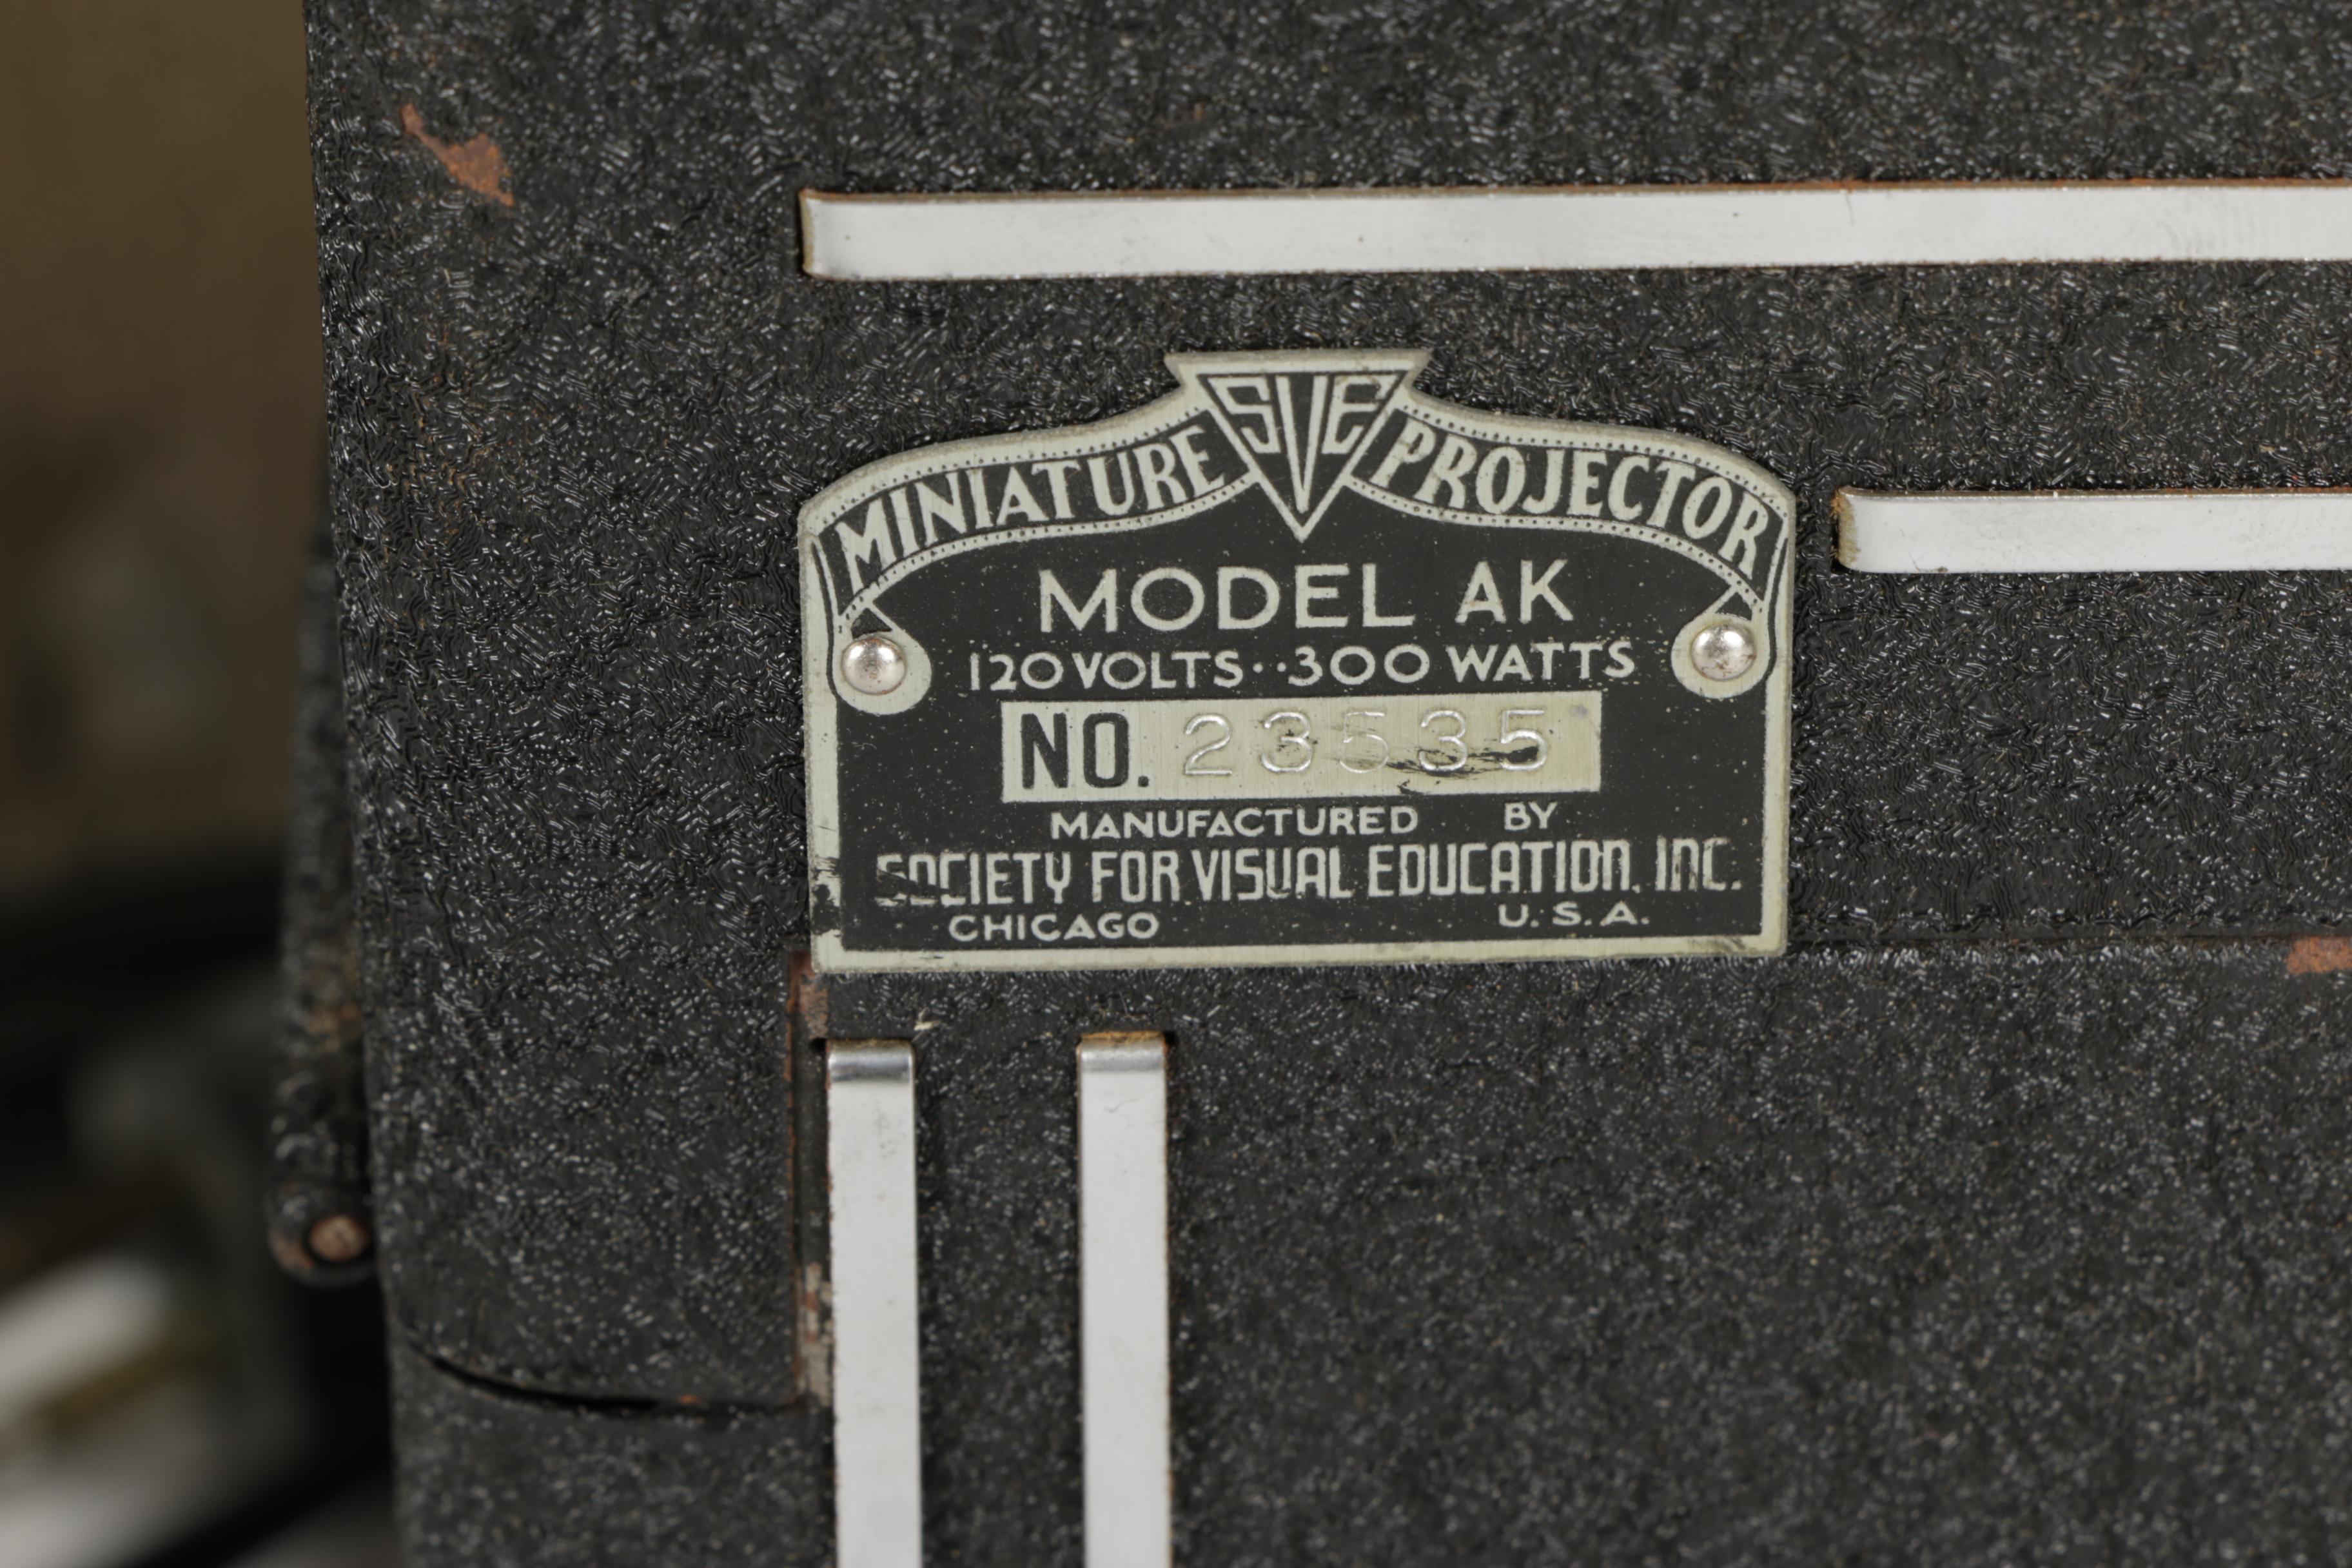 MINIATURE SVE PROJECTOR
MODEL AK
120 VOLTS··300 WATTS
NO. 23535
MANUFACTURED BY
SOCIETY FOR VISUAL EDUCATION, INC.
CHICAGO U.S.A.